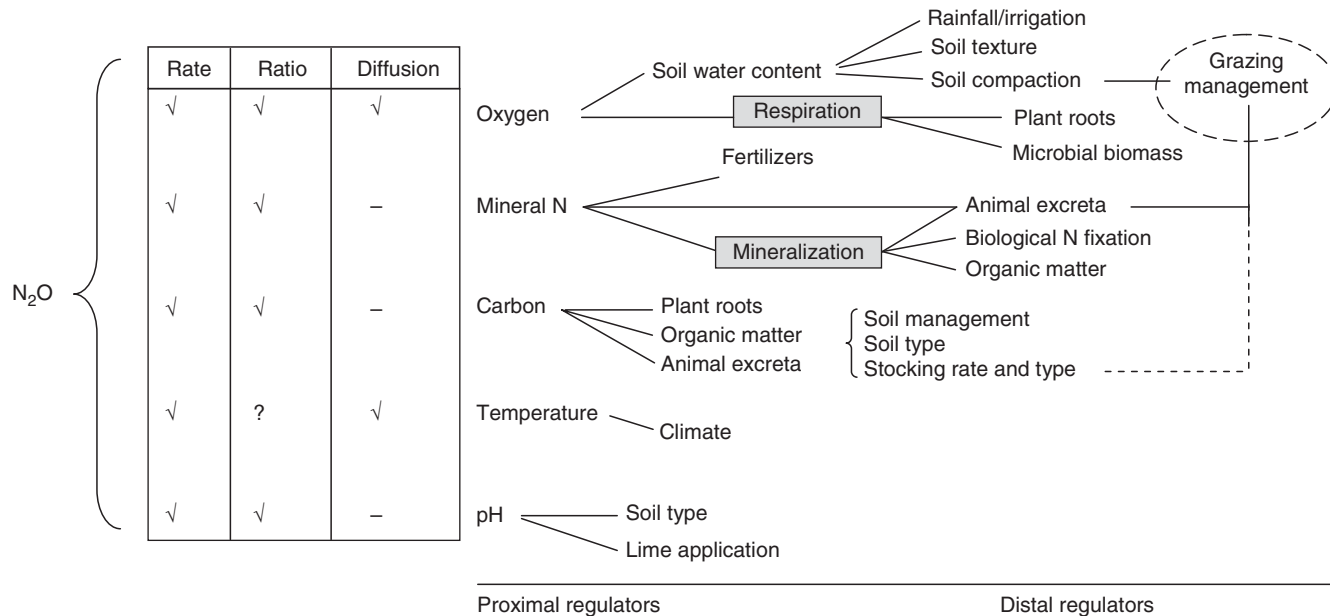 Rate Ratio Diffusion
N₂O
√ √ √ Oxygen
Soil water content
Rainfall/irrigation
Soil texture
Soil compaction
Grazing
management
Respiration
Plant roots
Microbial biomass
√ √ – Mineral N
Fertilizers
Animal excreta
Mineralization
Biological N fixation
Organic matter
√ √ – Carbon
Plant roots
Organic matter
Animal excreta
Soil management
Soil type
Stocking rate and type
√ ? √ Temperature
Climate
√ √ – pH
Soil type
Lime application
Proximal regulators Distal regulators